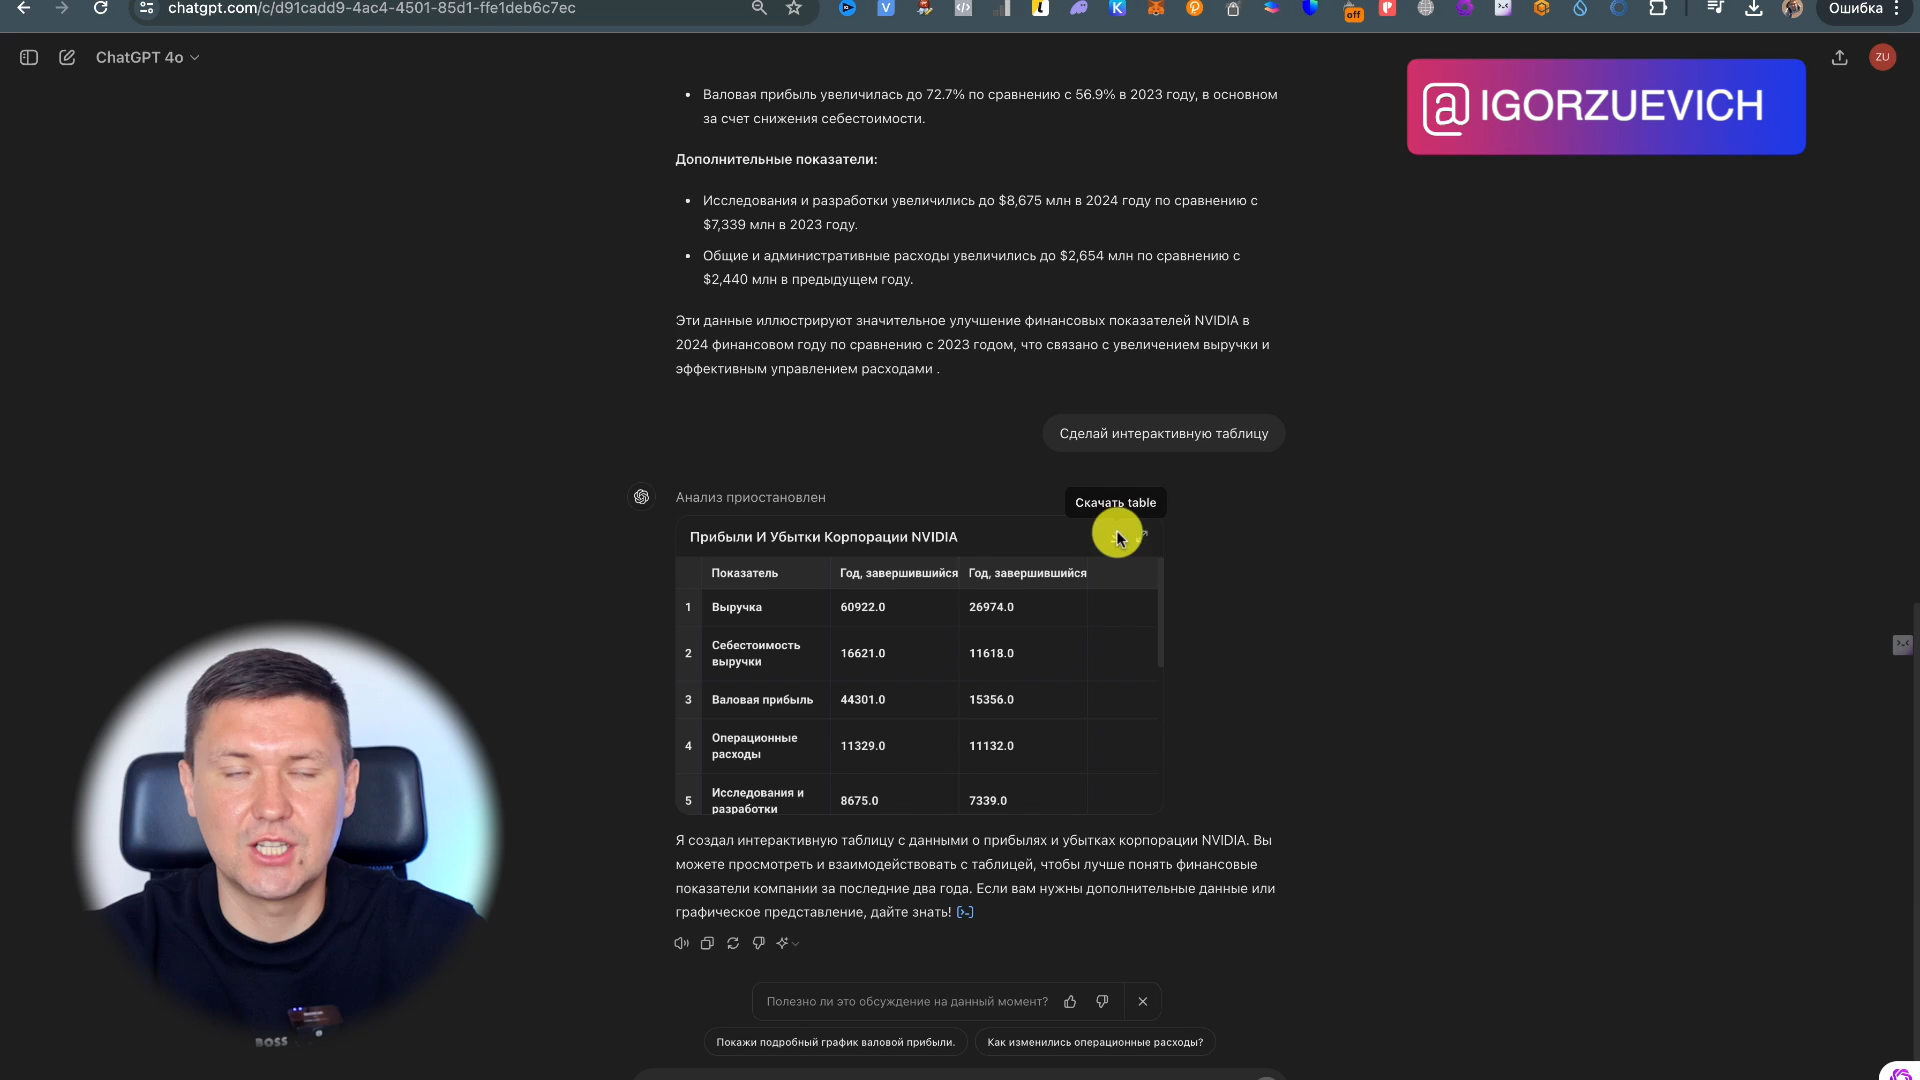 chatgpt.com/c/d91cadd9-4ac4-4501-85d1-ffe1deb6c7ec
off
Ошибка
ChatGPT 4o
ZU
@IGORZUEVICH
• Валовая прибыль увеличилась до 72.7% по сравнению с 56.9% в 2023 году, в основном
за счет снижения себестоимости.
Дополнительные показатели:
• Исследования и разработки увеличились до $8,675 млн в 2024 году по сравнению с
$7,339 млн в 2023 году.
• Общие и административные расходы увеличились до $2,654 млн по сравнению с
$2,440 млн в предыдущем году.
Эти данные иллюстрируют значительное улучшение финансовых показателей NVIDIA в
2024 финансовом году по сравнению с 2023 годом, что связано с увеличением выручки и
эффективным управлением расходами .
Сделай интерактивную таблицу
Анализ приостановлен
Скачать table
Прибыли И Убытки Корпорации NVIDIA
Показатель Год, завершившийся Год, завершившийся
1 Выручка 60922.0 26974.0
2 Себестоимость выручки 16621.0 11618.0
3 Валовая прибыль 44301.0 15356.0
4 Операционные расходы 11329.0 11132.0
5 Исследования и разработки 8675.0 7339.0
Я создал интерактивную таблицу с данными о прибылях и убытках корпорации NVIDIA. Вы
можете просмотреть и взаимодействовать с таблицей, чтобы лучше понять финансовые
показатели компании за последние два года. Если вам нужны дополнительные данные или
графическое представление, дайте знать! [>-]
Полезно ли это обсуждение на данный момент?
Покажи подробный график валовой прибыли. Как изменились операционные расходы?
BOSS